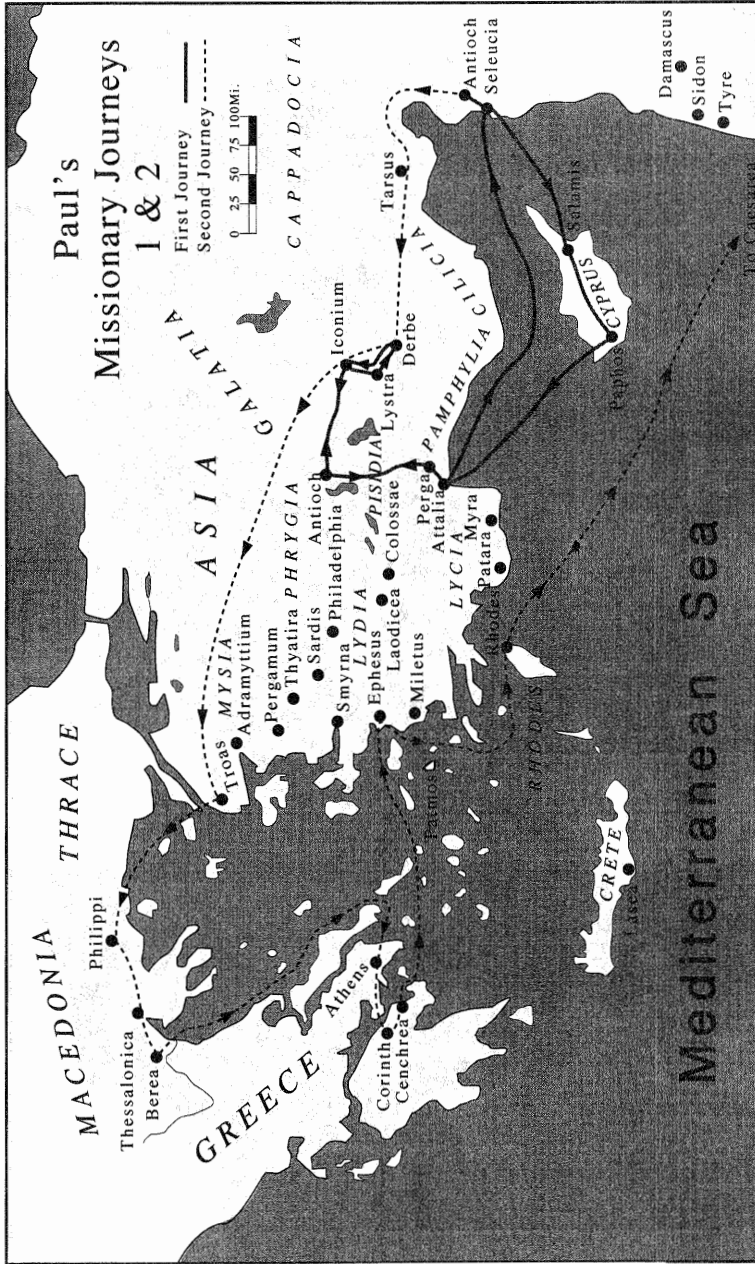 Paul's
Missionary Journeys
1 & 2
First Journey
Second Journey
0 25 50 75 100Mi.
MACEDONIA
THRACE
Philippi
Thessalonica
Berea
GREECE
Athens
Corinth
Cenchrea
Troas
MYSIA
Adramyttium
Pergamum
Thyatira
PHRYGIA
Sardis
Philadelphia
Smyrna
LYDIA
Ephesus
Laodicea
Colossae
Miletus
Patmos
ASIA
GALATIA
CAPPADOCIA
Antioch
PISIDIA
Iconium
Lystra
Derbe
Tarsus
CILICIA
PAMPHYLIA
Perga
Attalia
LYCIA
Myra
Patara
Rhodes
RHODES
CRETE
Lasea
Antioch
Seleucia
Salamis
CYPRUS
Paphos
Damascus
Sidon
Tyre
Mediterranean Sea